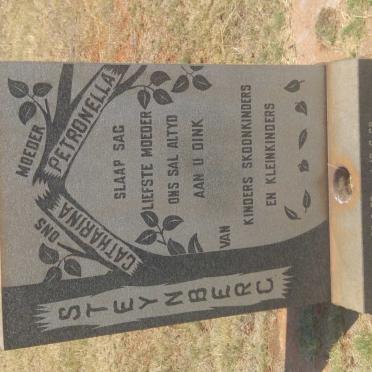 ONS MOEDER
CATHARINA PETRONELLA
SLAAP SAG
LIEFSTE MOEDER
ONS SAL ALTYD
AAN U DINK
VAN
KINDERS SKOONKINDERS
EN KLEINKINDERS
STEYNBERG